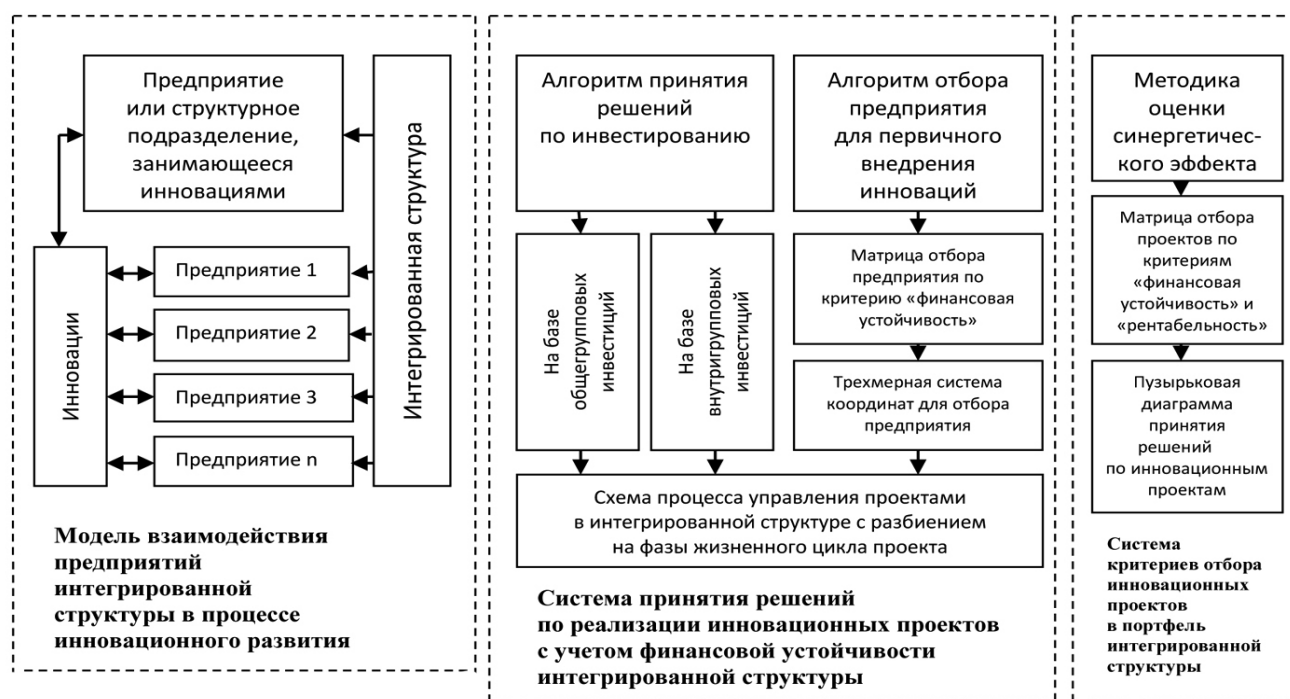 Предприятие
или структурное
подразделение,
занимающееся
инновациями
Интегрированная структура
Инновации
Предприятие 1
Предприятие 2
Предприятие 3
Предприятие n
Модель взаимодействия
предприятий
интегрированной
структуры в процессе
инновационного развития
Алгоритм принятия
решений
по инвестированию
Алгоритм отбора
предприятия
для первичного
внедрения
инноваций
На базе
общегрупповых
инвестиций
На базе
внутригрупповых
инвестиций
Матрица отбора
предприятия по
критерию «финансовая
устойчивость»
Трехмерная система
координат для отбора
предприятия
Схема процесса управления проектами
в интегрированной структуре с разбиением
на фазы жизненного цикла проекта
Система принятия решений
по реализации инновационных проектов
с учетом финансовой устойчивости
интегрированной структуры
Методика
оценки
синергетичес-
кого эффекта
Матрица отбора
проектов по
критериям
«финансовая
устойчивость» и
«рентабельность»
Пузырьковая
диаграмма
принятия
решений
по инновационным
проектам
Система
критериев отбора
инновационных
проектов
в портфель
интегрированной
структуры